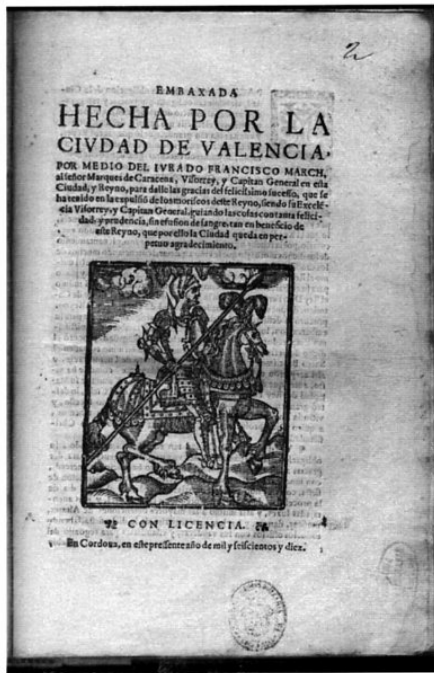 2
EMBAXADA
HECHA POR LA
CIVDAD DE VALENCIA,
POR MEDIO DEL IVRADO FRANCISCO MARCH,
al señor Marques de Caracena, Visorrey, y Capitan General en esta
Ciudad, y Reyno, para dalle las gracias del felicissimo sucesso, que se
ha tenido en la expulsiõ de los moriscos deste Reyno, siendo su Excelẽ-
cia Visorrey, y Capitan General, guiando las cosas con tanta felici-
dad, y prudencia, sin efusion de sangre, tan en beneficio de
este Reyno, que por ello la Ciudad queda en per-
petuo agradecimiento.
CON LICENCIA.
En Cordoua, en este presente año de mil y seiscientos y diez.